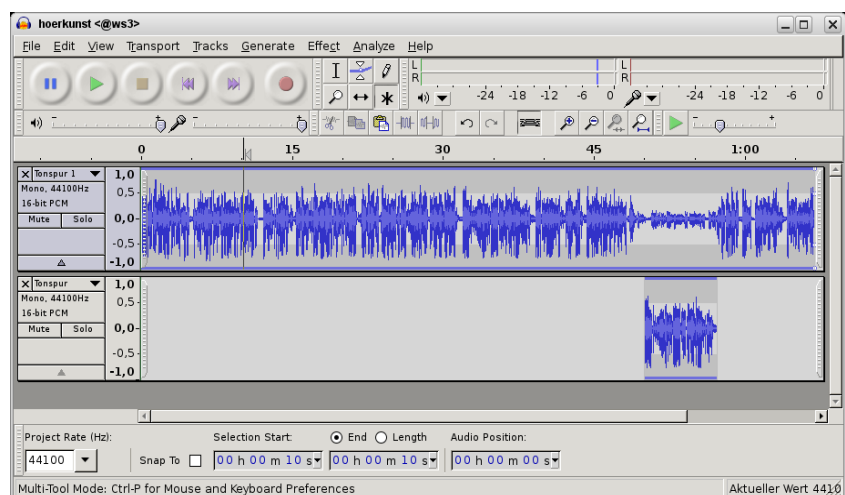 hoerkunst <@ws3>
File Edit View Transport Tracks Generate Effect Analyze Help
L
R
-24 -18 -12 -6 0
L
R
-24 -18 -12 -6 0
0 15 30 45 1:00
X Tonspur 1
Mono, 44100Hz
16-bit PCM
Mute Solo
1,0
0,5
0,0
-0,5
-1,0
X Tonspur
Mono, 44100Hz
16-bit PCM
Mute Solo
1,0
0,5
0,0
-0,5
-1,0
Project Rate (Hz): Selection Start: End Length Audio Position:
44100 Snap To 00 h 00 m 10 s 00 h 00 m 10 s 00 h 00 m 00 s
Multi-Tool Mode: Ctrl-P for Mouse and Keyboard Preferences Aktueller Wert 4410